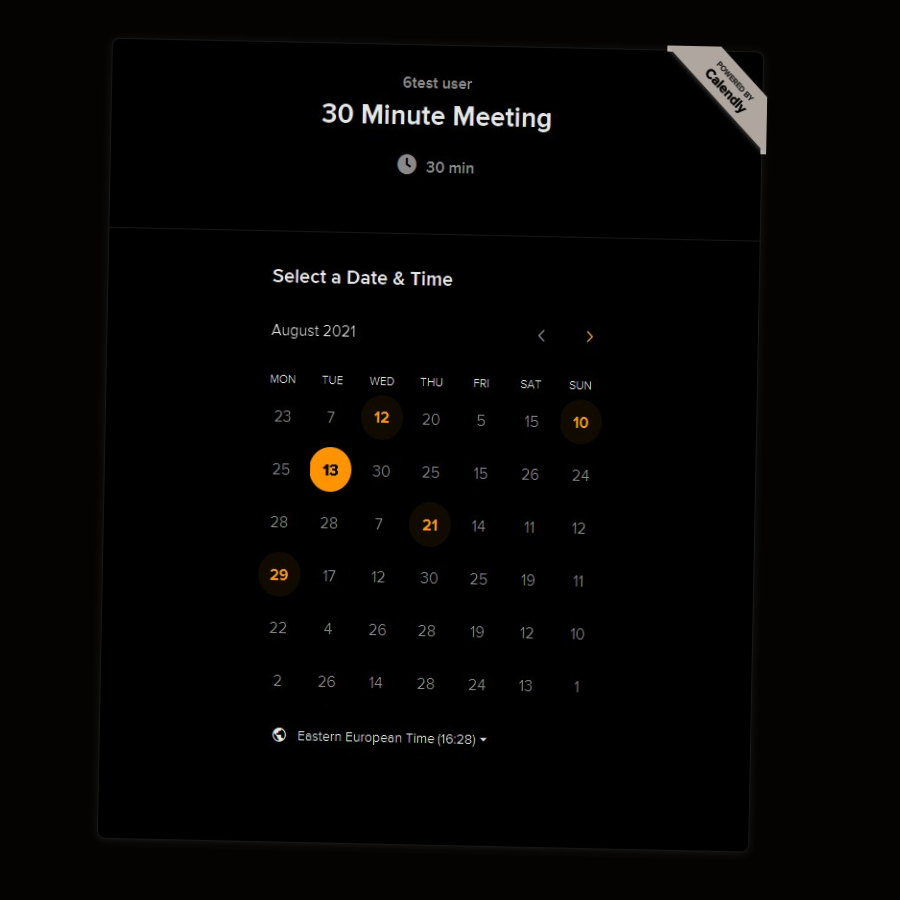 POWERED BY
Calendly
6test user
30 Minute Meeting
30 min
Select a Date & Time
August 2021
MON TUE WED THU FRI SAT SUN
23 7 12 20 5 15 10
25 13 30 25 15 26 24
28 28 7 21 14 11 12
29 17 12 30 25 19 11
22 4 26 28 19 12 10
2 26 14 28 24 13 1
Eastern European Time (16:28)